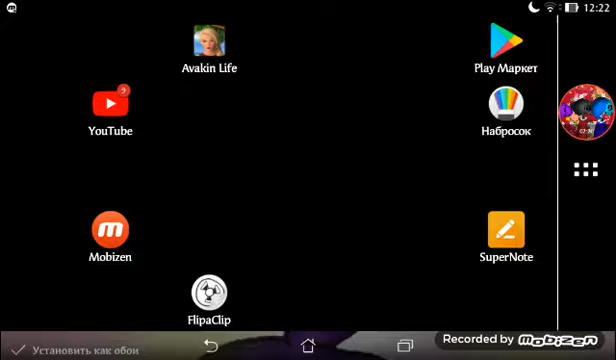 12:22
Avakin Life
Play Маркет
YouTube
Набросок
Mobizen
SuperNote
FlipaClip
Установить как обои
Recorded by mobizen